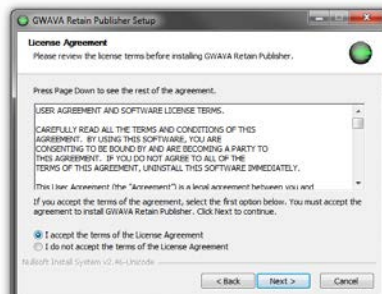 GWAVA Retain Publisher Setup
License Agreement
Please review the license terms before installing GWAVA Retain Publisher.
Press Page Down to see the rest of the agreement.
USER AGREEMENT AND SOFTWARE LICENSE TERMS.
CAREFULLY READ ALL THE TERMS AND CONDITIONS OF THIS
AGREEMENT. BY USING THIS SOFTWARE, YOU ARE
CONSENTING TO BE BOUND BY AND ARE BECOMING A PARTY TO
THIS AGREEMENT. IF YOU DO NOT AGREE TO ALL OF THE
TERMS OF THIS AGREEMENT, UNINSTALL THIS SOFTWARE IMMEDIATELY.
This User Agreement (the "Agreement") is a legal agreement between you and
If you accept the terms of the agreement, select the first option below. You must accept the
agreement to install GWAVA Retain Publisher. Click Next to continue.
I accept the terms of the License Agreement
I do not accept the terms of the License Agreement
Nullsoft Install System v2.46-Unicode
< Back
Next >
Cancel